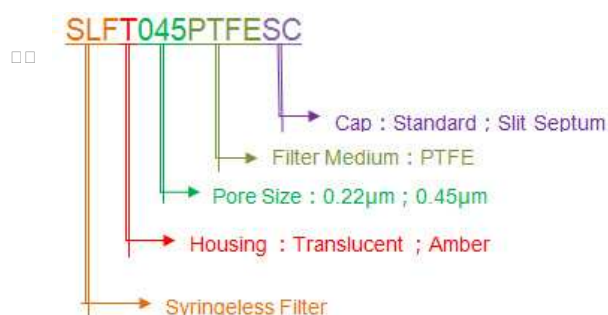 SLFT045PTFESC
Cap : Standard ; Slit Septum
Filter Medium : PTFE
Pore Size : 0.22µm ; 0.45µm
Housing : Translucent ; Amber
Syringeless Filter